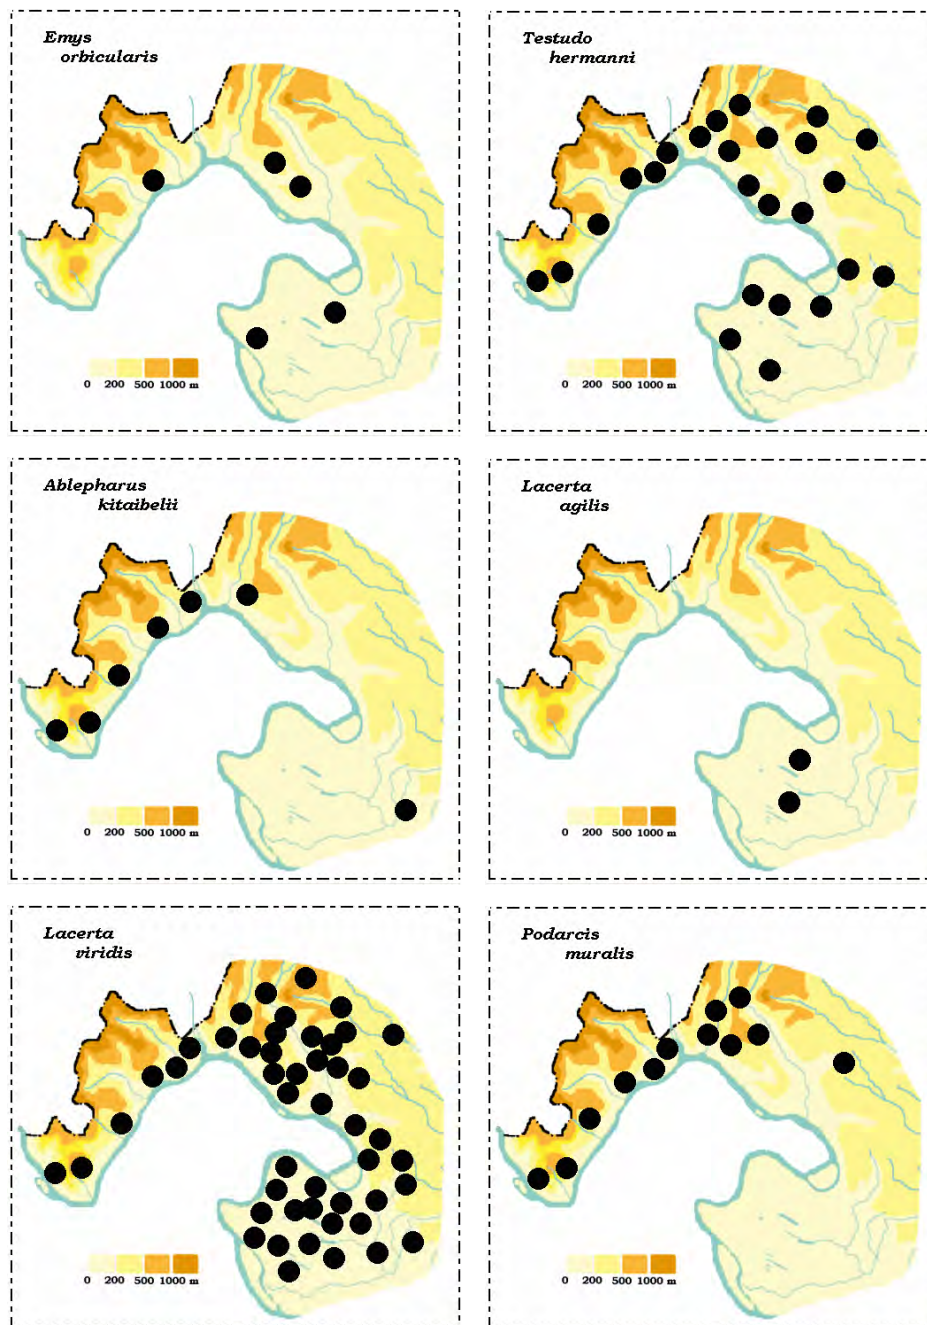 Emys
orbicularis
0 200 500 1000 m
Testudo
hermanni
0 200 500 1000 m
Ablepharus
kitaibelii
0 200 500 1000 m
Lacerta
agilis
0 200 500 1000 m
Lacerta
viridis
0 200 500 1000 m
Podarcis
muralis
0 200 500 1000 m